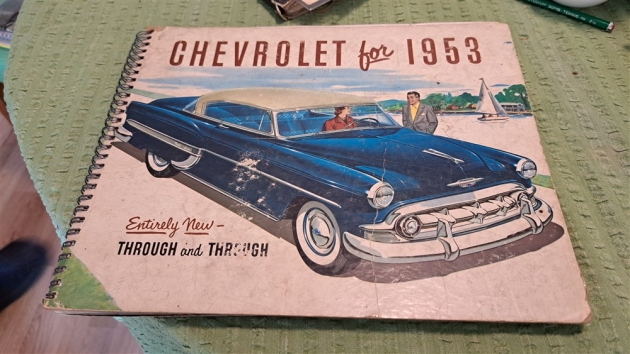 CHEVROLET for 1953
Entirely New –
THROUGH and THROUGH